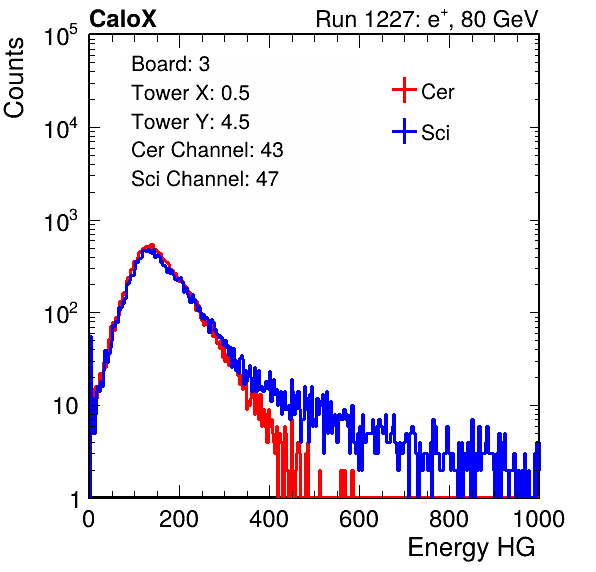 CaloX Run 1227: e⁺, 80 GeV
Counts
Board: 3
Tower X: 0.5
Tower Y: 4.5
Cer Channel: 43
Sci Channel: 47
Cer
Sci
10⁵
10⁴
10³
10²
10
1
0 200 400 600 800 1000
Energy HG